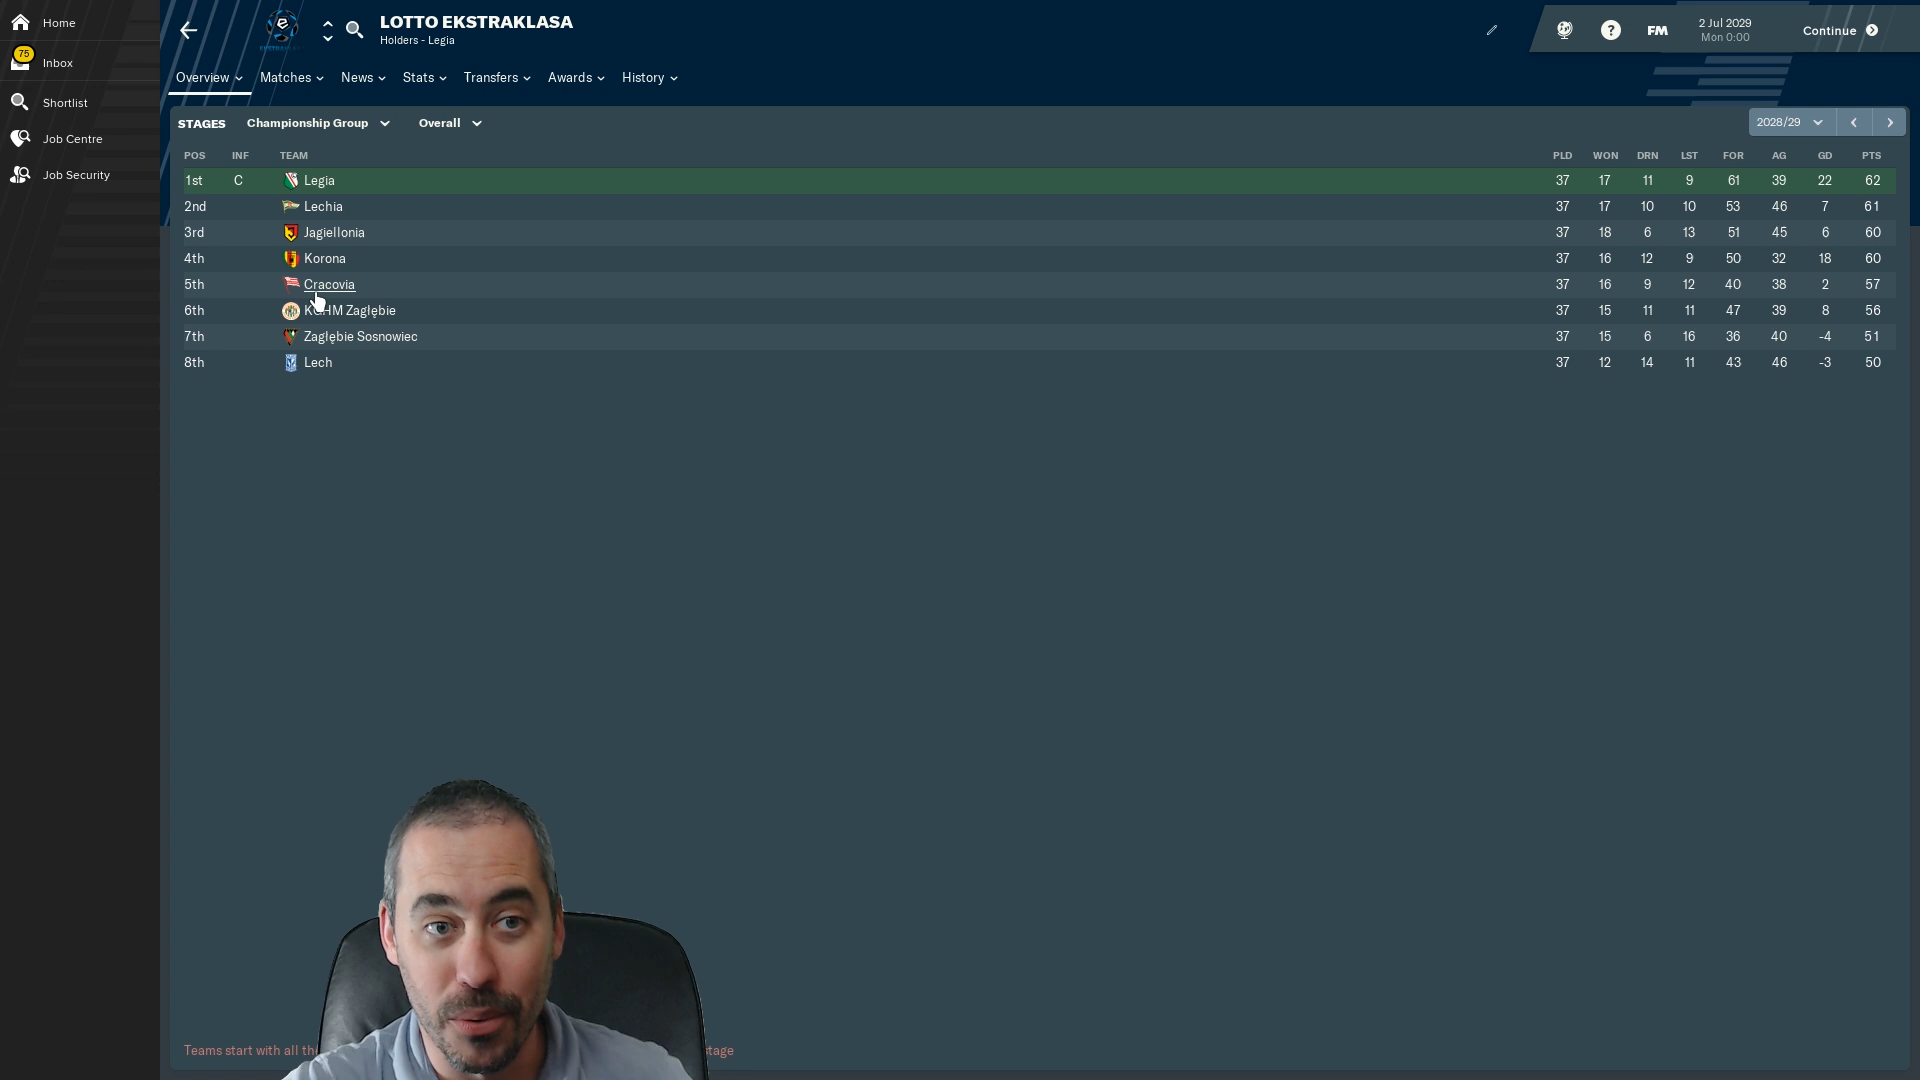 Home
75
Inbox
Shortlist
Job Centre
Job Security
LOTTO EKSTRAKLASA
Holders - Legia
FM
2 Jul 2029
Mon 0:00
Continue
Overview Matches News Stats Transfers Awards History
STAGES Championship Group Overall 2028/29
POS INF TEAM PLD WON DRN LST FOR AG GD PTS
1st C Legia 37 17 11 9 61 39 22 62
2nd Lechia 37 17 10 10 53 46 7 61
3rd Jagiellonia 37 18 6 13 51 45 6 60
4th Korona 37 16 12 9 50 32 18 60
5th Cracovia 37 16 9 12 40 38 2 57
6th KGHM Zagłębie 37 15 11 11 47 39 8 56
7th Zagłębie Sosnowiec 37 15 6 16 36 40 -4 51
8th Lech 37 12 14 11 43 46 -3 50
Teams start with all